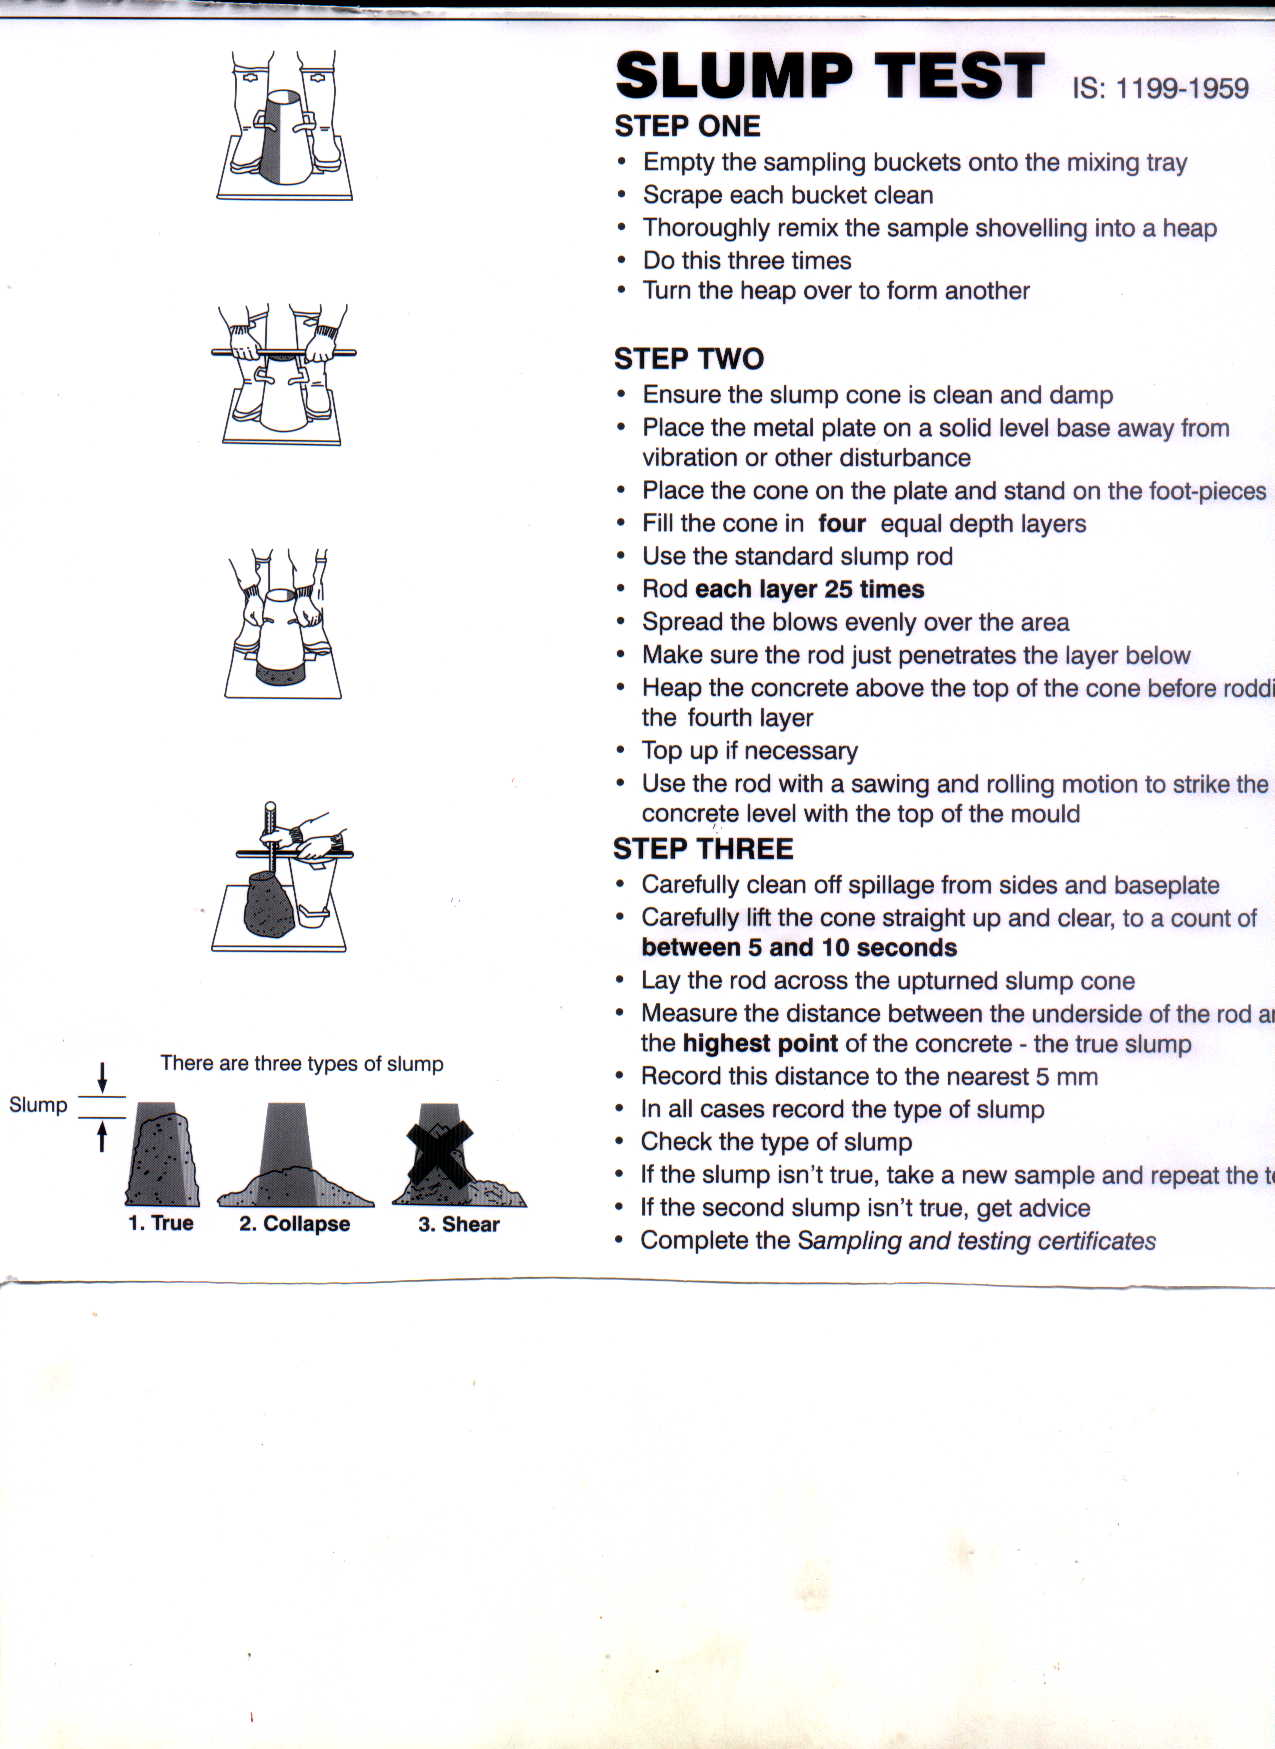 SLUMP TEST IS: 1199-1959
STEP ONE
• Empty the sampling buckets onto the mixing tray
• Scrape each bucket clean
• Thoroughly remix the sample shovelling into a heap
• Do this three times
• Turn the heap over to form another
STEP TWO
• Ensure the slump cone is clean and damp
• Place the metal plate on a solid level base away from
vibration or other disturbance
• Place the cone on the plate and stand on the foot-pieces
• Fill the cone in four equal depth layers
• Use the standard slump rod
• Rod each layer 25 times
• Spread the blows evenly over the area
• Make sure the rod just penetrates the layer below
• Heap the concrete above the top of the cone before roddi
the fourth layer
• Top up if necessary
• Use the rod with a sawing and rolling motion to strike the
concrete level with the top of the mould
STEP THREE
• Carefully clean off spillage from sides and baseplate
• Carefully lift the cone straight up and clear, to a count of
between 5 and 10 seconds
• Lay the rod across the upturned slump cone
• Measure the distance between the underside of the rod a
the highest point of the concrete - the true slump
• Record this distance to the nearest 5 mm
• In all cases record the type of slump
• Check the type of slump
• If the slump isn't true, take a new sample and repeat the t
• If the second slump isn't true, get advice
• Complete the Sampling and testing certificates
There are three types of slump
Slump
1. True 2. Collapse 3. Shear